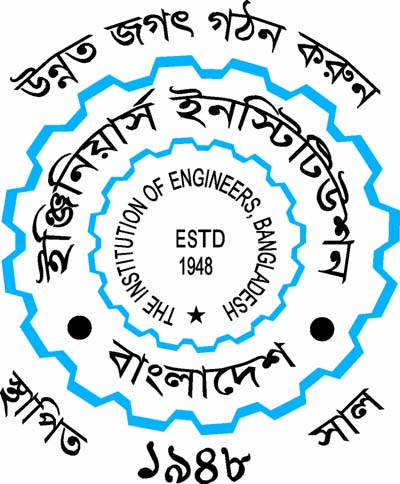 উন্নত জগৎ গঠন করুন
ইঞ্জিনিয়ার্স ইনস্টিটিউশন
বাংলাদেশ
THE INSTITUTION OF ENGINEERS, BANGLADESH
ESTD
1948
স্থাপিত
১৯৪৮
সাল